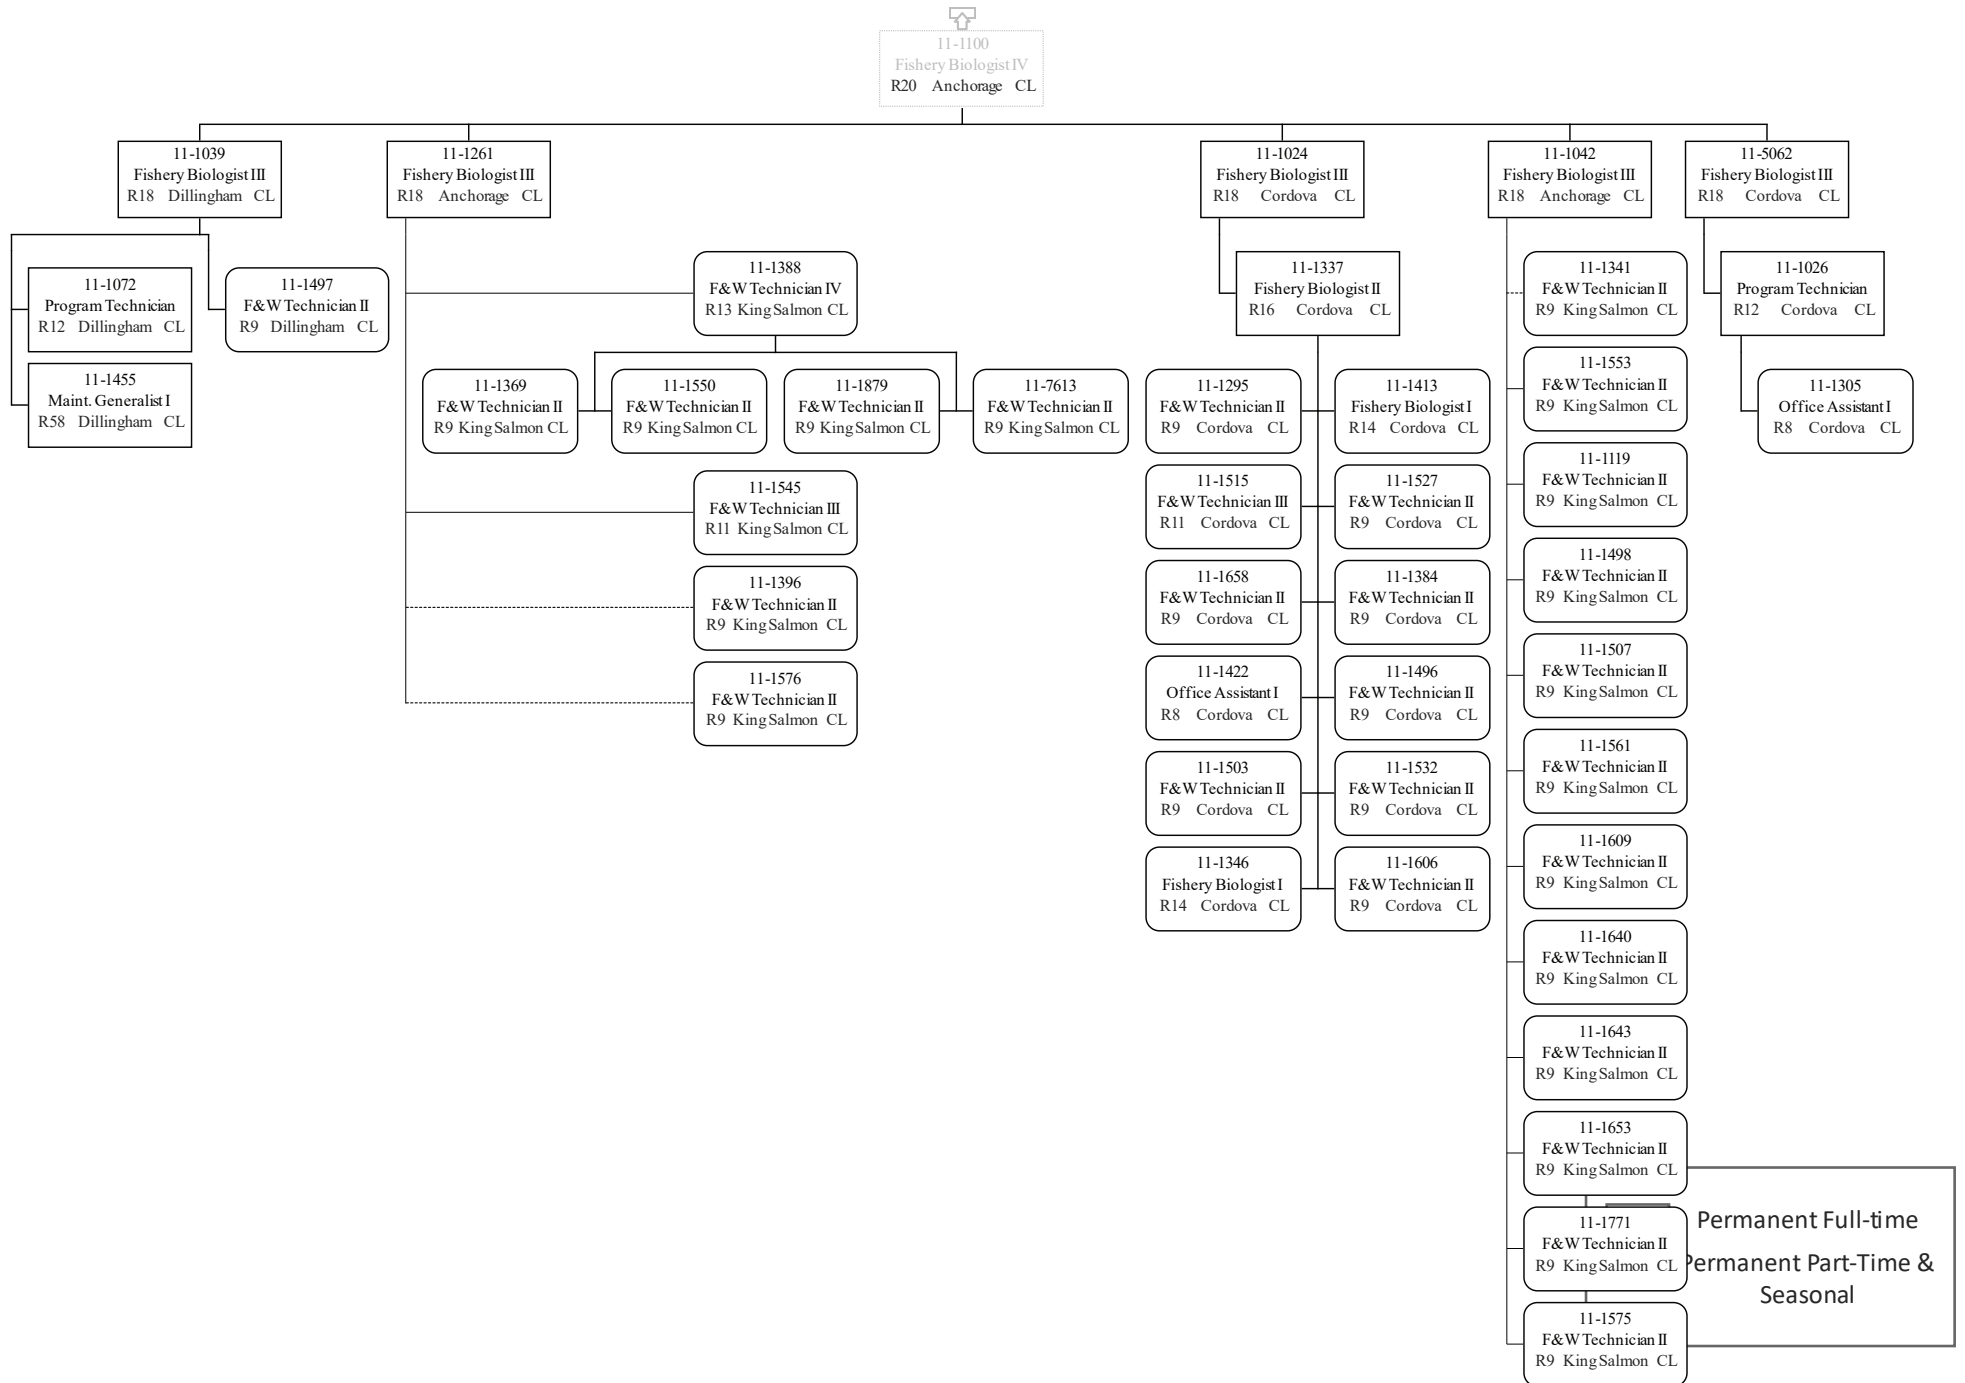 11-1100
Fishery Biologist IV
R20 Anchorage CL
11-1039
Fishery Biologist III
R18 Dillingham CL
11-1261
Fishery Biologist III
R18 Anchorage CL
11-1024
Fishery Biologist III
R18 Cordova CL
11-1042
Fishery Biologist III
R18 Anchorage CL
11-5062
Fishery Biologist III
R18 Cordova CL
11-1072
Program Technician
R12 Dillingham CL
11-1455
Maint. Generalist I
R58 Dillingham CL
11-1497
F&W Technician II
R9 Dillingham CL
11-1388
F&W Technician IV
R13 King Salmon CL
11-1369
F&W Technician II
R9 King Salmon CL
11-1550
F&W Technician II
R9 King Salmon CL
11-1879
F&W Technician II
R9 King Salmon CL
11-7613
F&W Technician II
R9 King Salmon CL
11-1545
F&W Technician III
R11 King Salmon CL
11-1396
F&W Technician II
R9 King Salmon CL
11-1576
F&W Technician II
R9 King Salmon CL
11-1337
Fishery Biologist II
R16 Cordova CL
11-1295
F&W Technician II
R9 Cordova CL
11-1413
Fishery Biologist I
R14 Cordova CL
11-1515
F&W Technician III
R11 Cordova CL
11-1527
F&W Technician II
R9 Cordova CL
11-1658
F&W Technician II
R9 Cordova CL
11-1384
F&W Technician II
R9 Cordova CL
11-1422
Office Assistant I
R8 Cordova CL
11-1496
F&W Technician II
R9 Cordova CL
11-1503
F&W Technician II
R9 Cordova CL
11-1532
F&W Technician II
R9 Cordova CL
11-1346
Fishery Biologist I
R14 Cordova CL
11-1606
F&W Technician II
R9 Cordova CL
11-1341
F&W Technician II
R9 King Salmon CL
11-1553
F&W Technician II
R9 King Salmon CL
11-1119
F&W Technician II
R9 King Salmon CL
11-1498
F&W Technician II
R9 King Salmon CL
11-1507
F&W Technician II
R9 King Salmon CL
11-1561
F&W Technician II
R9 King Salmon CL
11-1609
F&W Technician II
R9 King Salmon CL
11-1640
F&W Technician II
R9 King Salmon CL
11-1643
F&W Technician II
R9 King Salmon CL
11-1653
F&W Technician II
R9 King Salmon CL
11-1771
F&W Technician II
R9 King Salmon CL
11-1575
F&W Technician II
R9 King Salmon CL
11-1026
Program Technician
R12 Cordova CL
11-1305
Office Assistant I
R8 Cordova CL
Permanent Full-time
Permanent Part-Time &
Seasonal